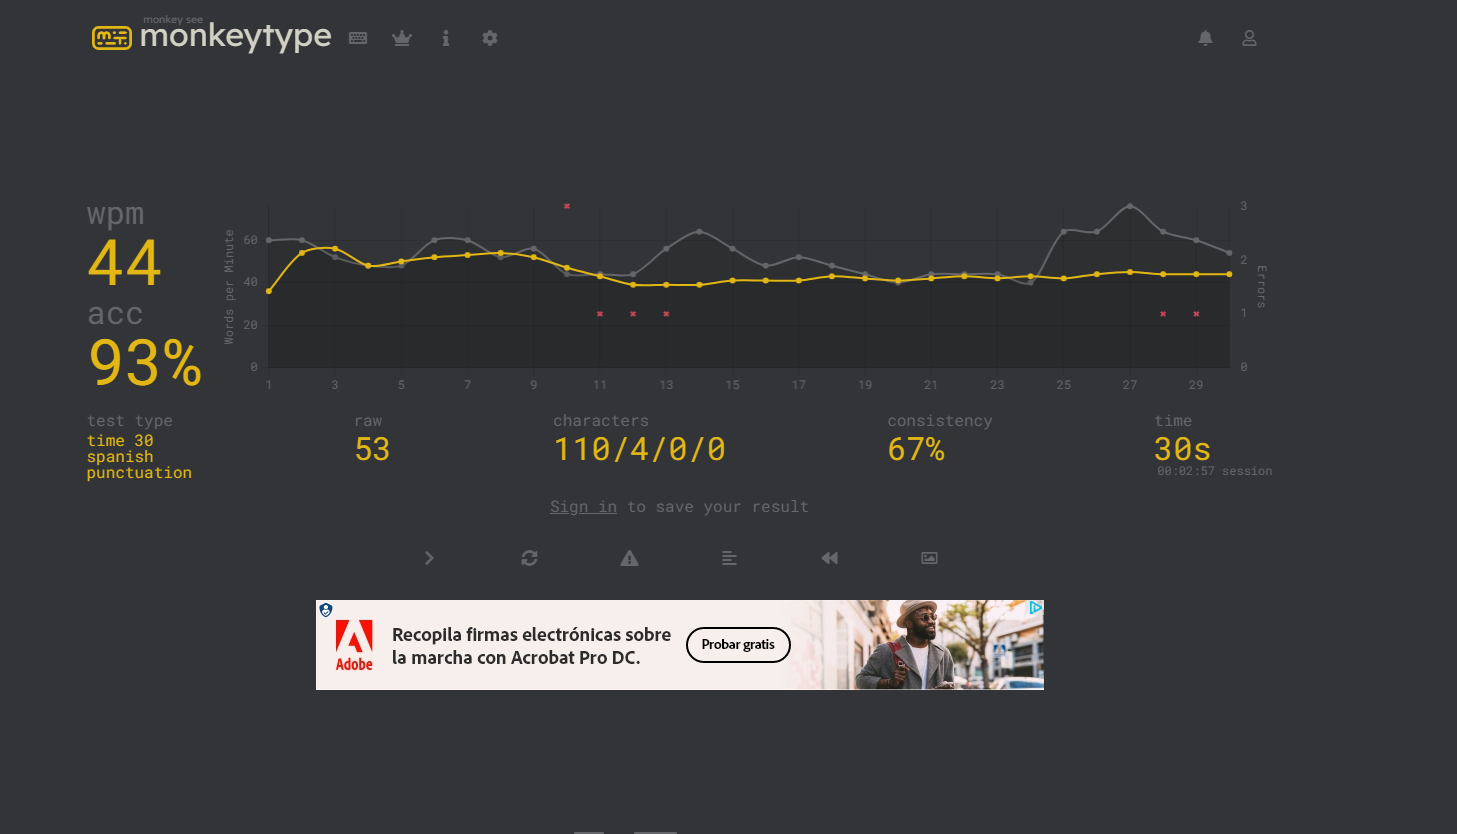 monkey see
monkeytype
wpm
44
acc
93%
Words per Minute
60
40
20
0
3
2
1
0
Errors
1 3 5 7 9 11 13 15 17 19 21 23 25 27 29
test type
time 30
spanish
punctuation
raw
53
characters
110/4/0/0
consistency
67%
time
30s
00:02:57 session
Sign in to save your result
Adobe
Recopila firmas electrónicas sobre
la marcha con Acrobat Pro DC.
Probar gratis